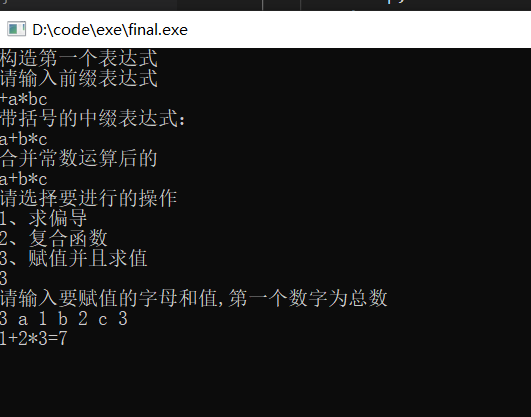 D:\code\exe\final.exe
构造第一个表达式
请输入前缀表达式
+a*bc
带括号的中缀表达式：
a+b*c
合并常数运算后的
a+b*c
请选择要进行的操作
1、求偏导
2、复合函数
3、赋值并且求值
3
请输入要赋值的字母和值,第一个数字为总数
3 a 1 b 2 c 3
1+2*3=7